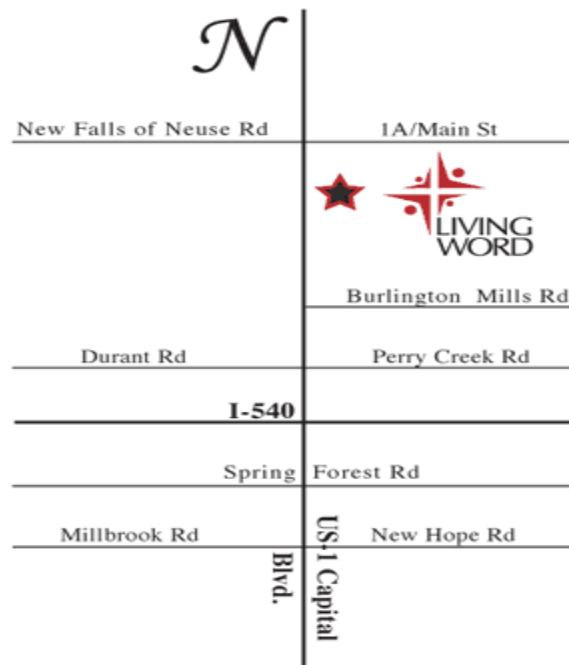 N
New Falls of Neuse Rd
1A/Main St
LIVING
WORD
Burlington Mills Rd
Durant Rd
Perry Creek Rd
I-540
Spring Forest Rd
Millbrook Rd
New Hope Rd
US-1 Capital
Blvd.